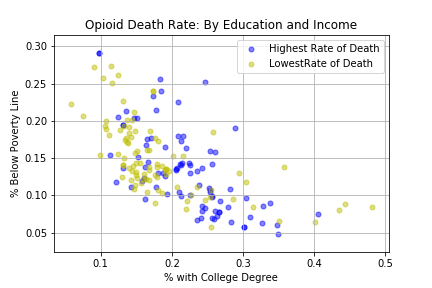 Opioid Death Rate: By Education and Income
Highest Rate of Death
LowestRate of Death
% Below Poverty Line
0.30
0.25
0.20
0.15
0.10
0.05
0.1
0.2
0.3
0.4
0.5
% with College Degree